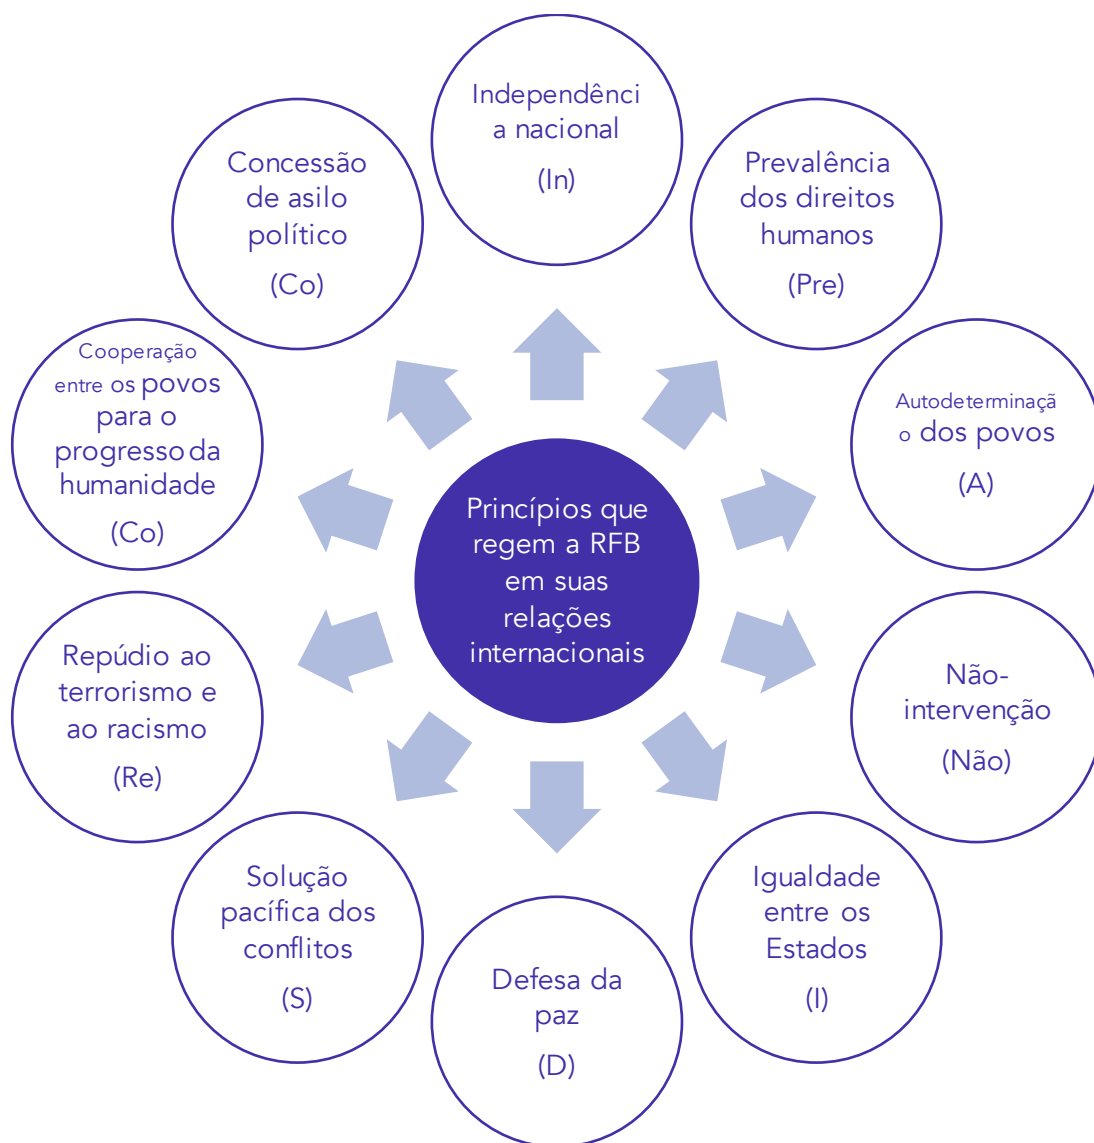 Princípios que
regem a RFB
em suas
relações
internacionais
Independênci
a nacional
(In)
Prevalência
dos direitos
humanos
(Pre)
Autodeterminaçã
o dos povos
(A)
Não-
intervenção
(Não)
Igualdade
entre os
Estados
(I)
Defesa da
paz
(D)
Solução
pacífica dos
conflitos
(S)
Repúdio ao
terrorismo e
ao racismo
(Re)
Cooperação
entre os povos
para o
progresso da
humanidade
(Co)
Concessão
de asilo
político
(Co)